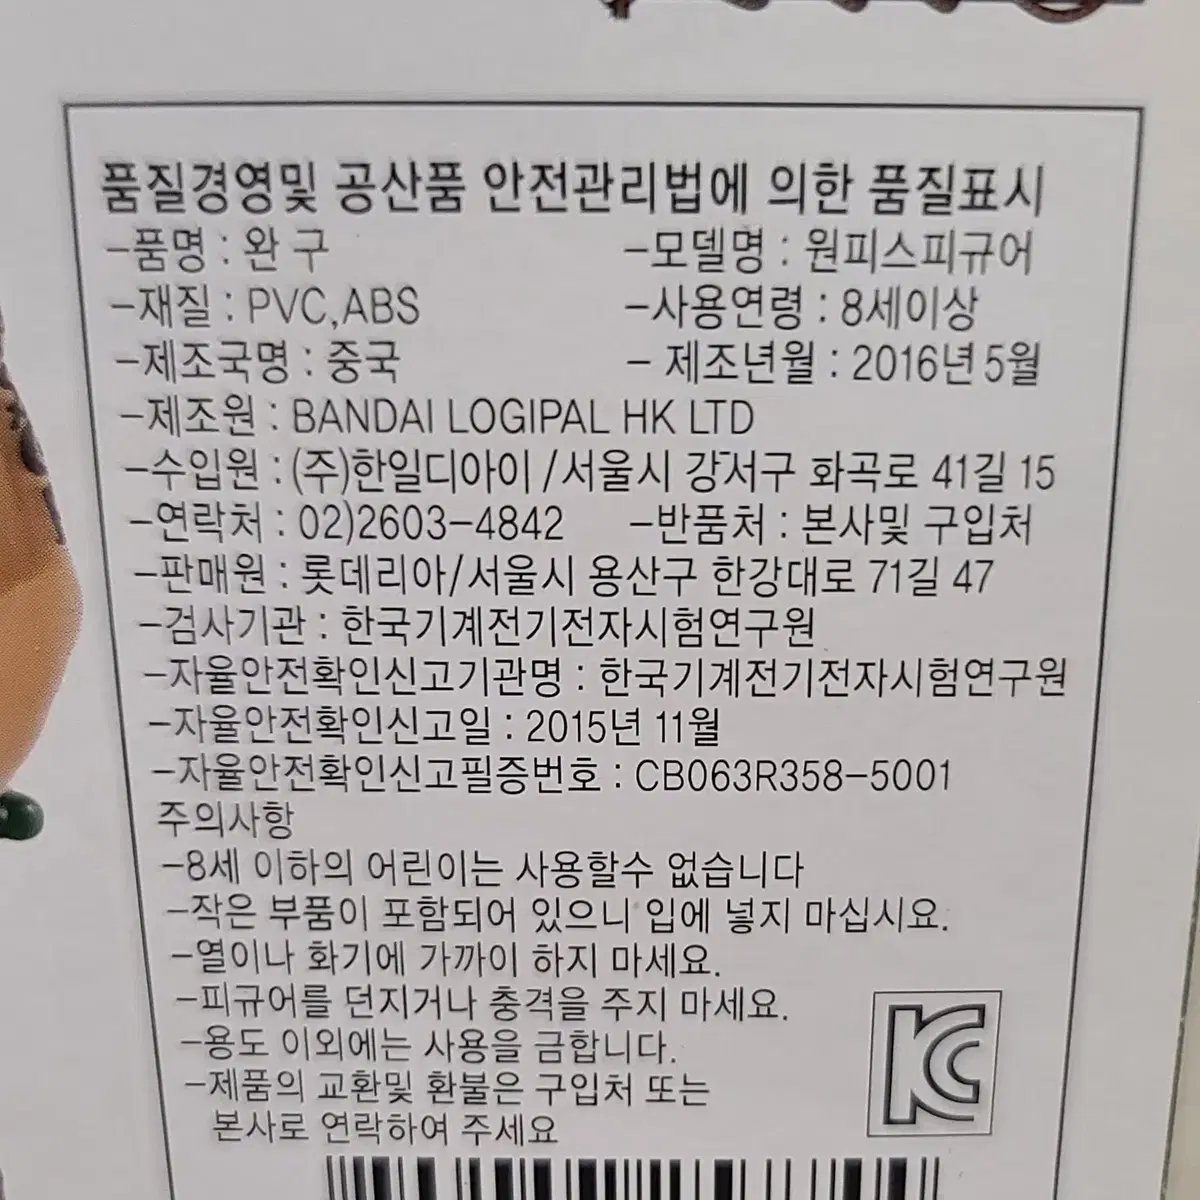 품질경영및 공산품 안전관리법에 의한 품질표시
-품명 : 완 구 -모델명 : 원피스피규어
-재질 : PVC,ABS -사용연령 : 8세이상
-제조국명 : 중국 - 제조년월 : 2016년 5월
-제조원 : BANDAI LOGIPAL HK LTD
-수입원 : (주)한일디아이 /서울시 강서구 화곡로 41길 15
-연락처 : 02)2603-4842 -반품처 : 본사및 구입처
-판매원 : 롯데리아/서울시 용산구 한강대로 71길 47
-검사기관 : 한국기계전기전자시험연구원
-자율안전확인신고기관명 : 한국기계전기전자시험연구원
-자율안전확인신고일 : 2015년 11월
-자율안전확인신고필증번호 : CB063R358-5001
주의사항
-8세 이하의 어린이는 사용할수 없습니다
-작은 부품이 포함되어 있으니 입에 넣지 마십시요.
-열이나 화기에 가까이 하지 마세요.
-피규어를 던지거나 충격을 주지 마세요.
-용도 이외에는 사용을 금합니다.
-제품의 교환및 환불은 구입처 또는
본사로 연락하여 주세요
KC